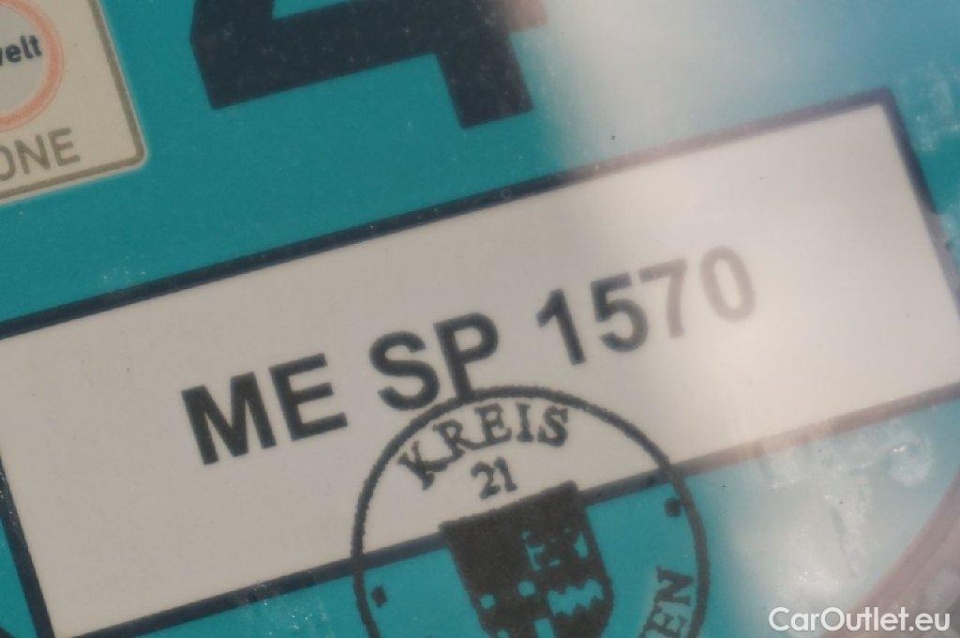 4
welt
ONE
ME SP 1570
KREIS
21
EN
CarOutlet.eu